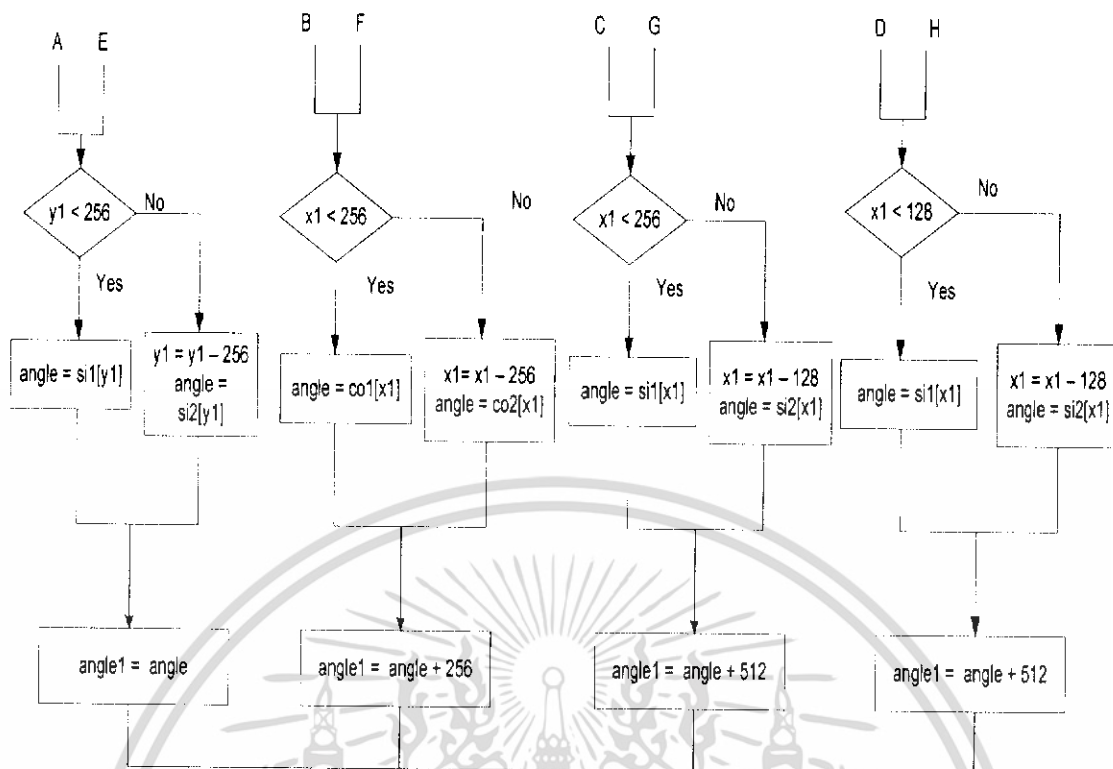 A E
B F
C G
D H
y1 < 256
No
Yes
angle = si1[y1}
y1 = y1 – 256
angle =
si2[y1]
x1 < 256
No
Yes
angle = co1[x1}
x1= x1 – 256
angle = co2[x1}
x1 < 256
No
Yes
angle = si1[x1}
x1 = x1 – 128
angle = si2[x1}
x1 < 128
No
Yes
angle = si1[x1}
x1 = x1 – 128
angle = si2[x1}
angle1 = angle
angle1 = angle + 256
angle1 = angle + 512
angle1 = angle + 512